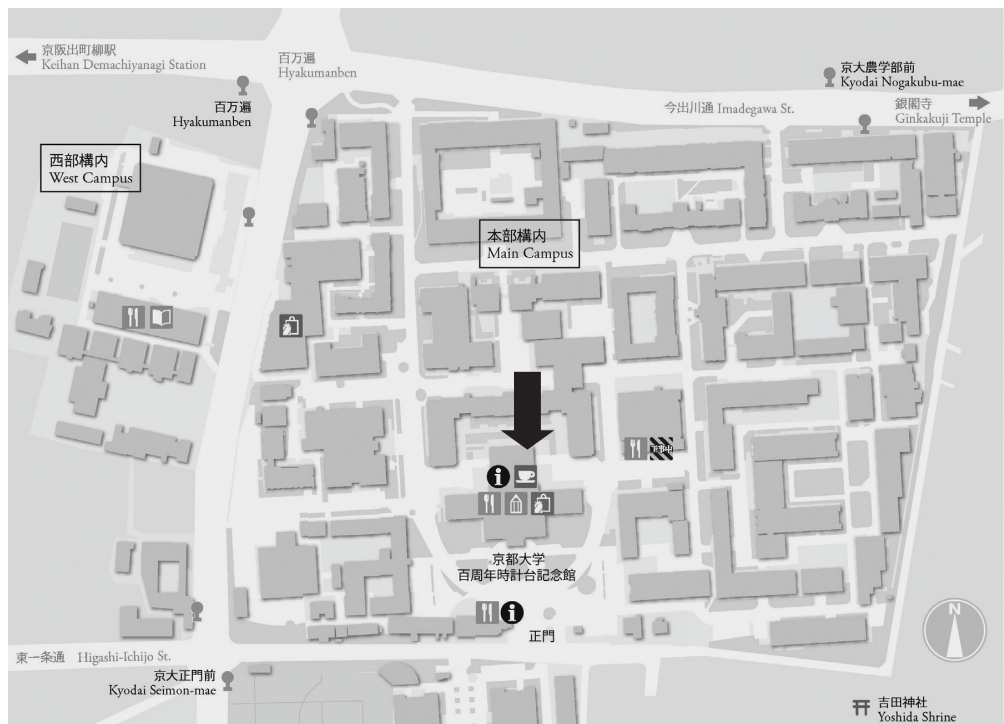 京阪出町柳駅
Keihan Demachiyanagi Station
百万遍
Hyakumanben
京大農学部前
Kyodai Nogakubu-mae
百万遍
Hyakumanben
今出川通 Imadegawa St.
銀閣寺
Ginkakuji Temple
西部構内
West Campus
本部構内
Main Campus
工事中
i
京都大学
百周年時計台記念館
i
正門
N
東一条通 Higashi-Ichijo St.
京大正門前
Kyodai Seimon-mae
吉田神社
Yoshida Shrine